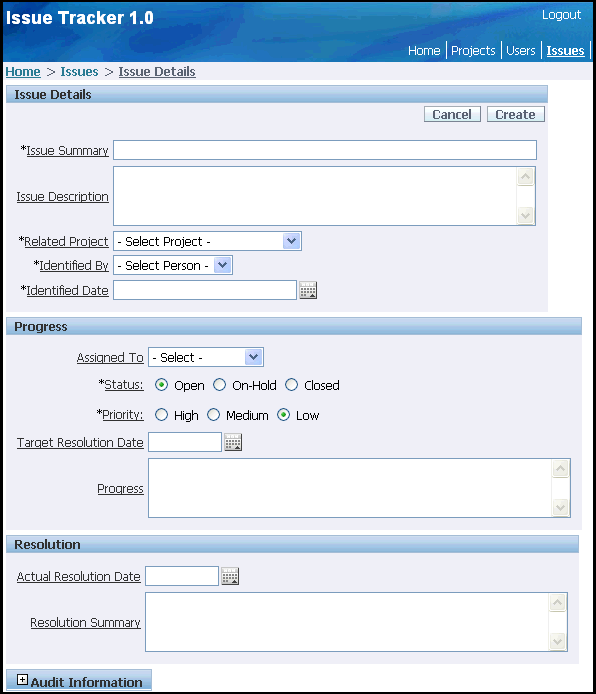 Issue Tracker 1.0
Logout
Home Projects Users Issues
Home > Issues > Issue Details
Issue Details
Cancel Create
*Issue Summary
Issue Description
*Related Project - Select Project -
*Identified By - Select Person -
*Identified Date
Progress
Assigned To - Select -
*Status: Open On-Hold Closed
*Priority: High Medium Low
Target Resolution Date
Progress
Resolution
Actual Resolution Date
Resolution Summary
Audit Information